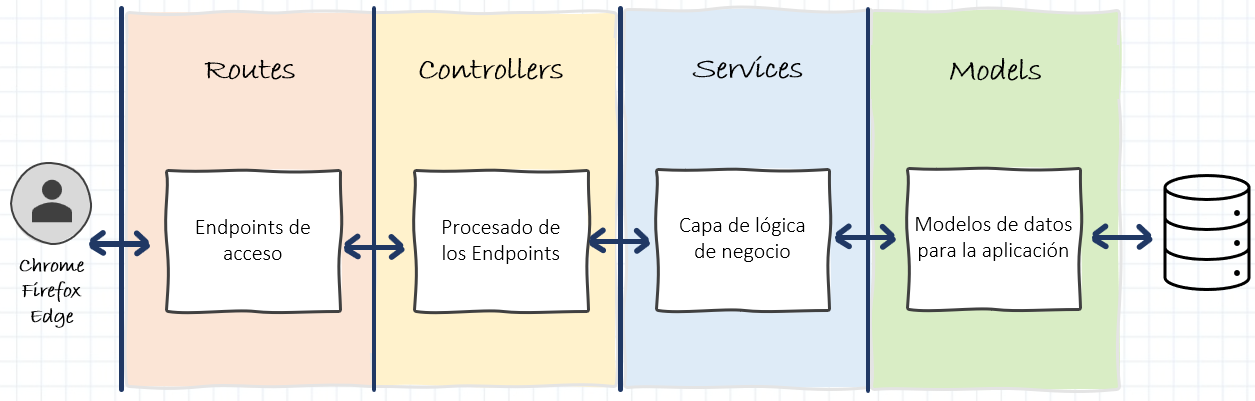 Routes
Controllers
Services
Models
Endpoints de
acceso
Procesado de
los Endpoints
Capa de lógica
de negocio
Modelos de datos
para la aplicación
Chrome
Firefox
Edge